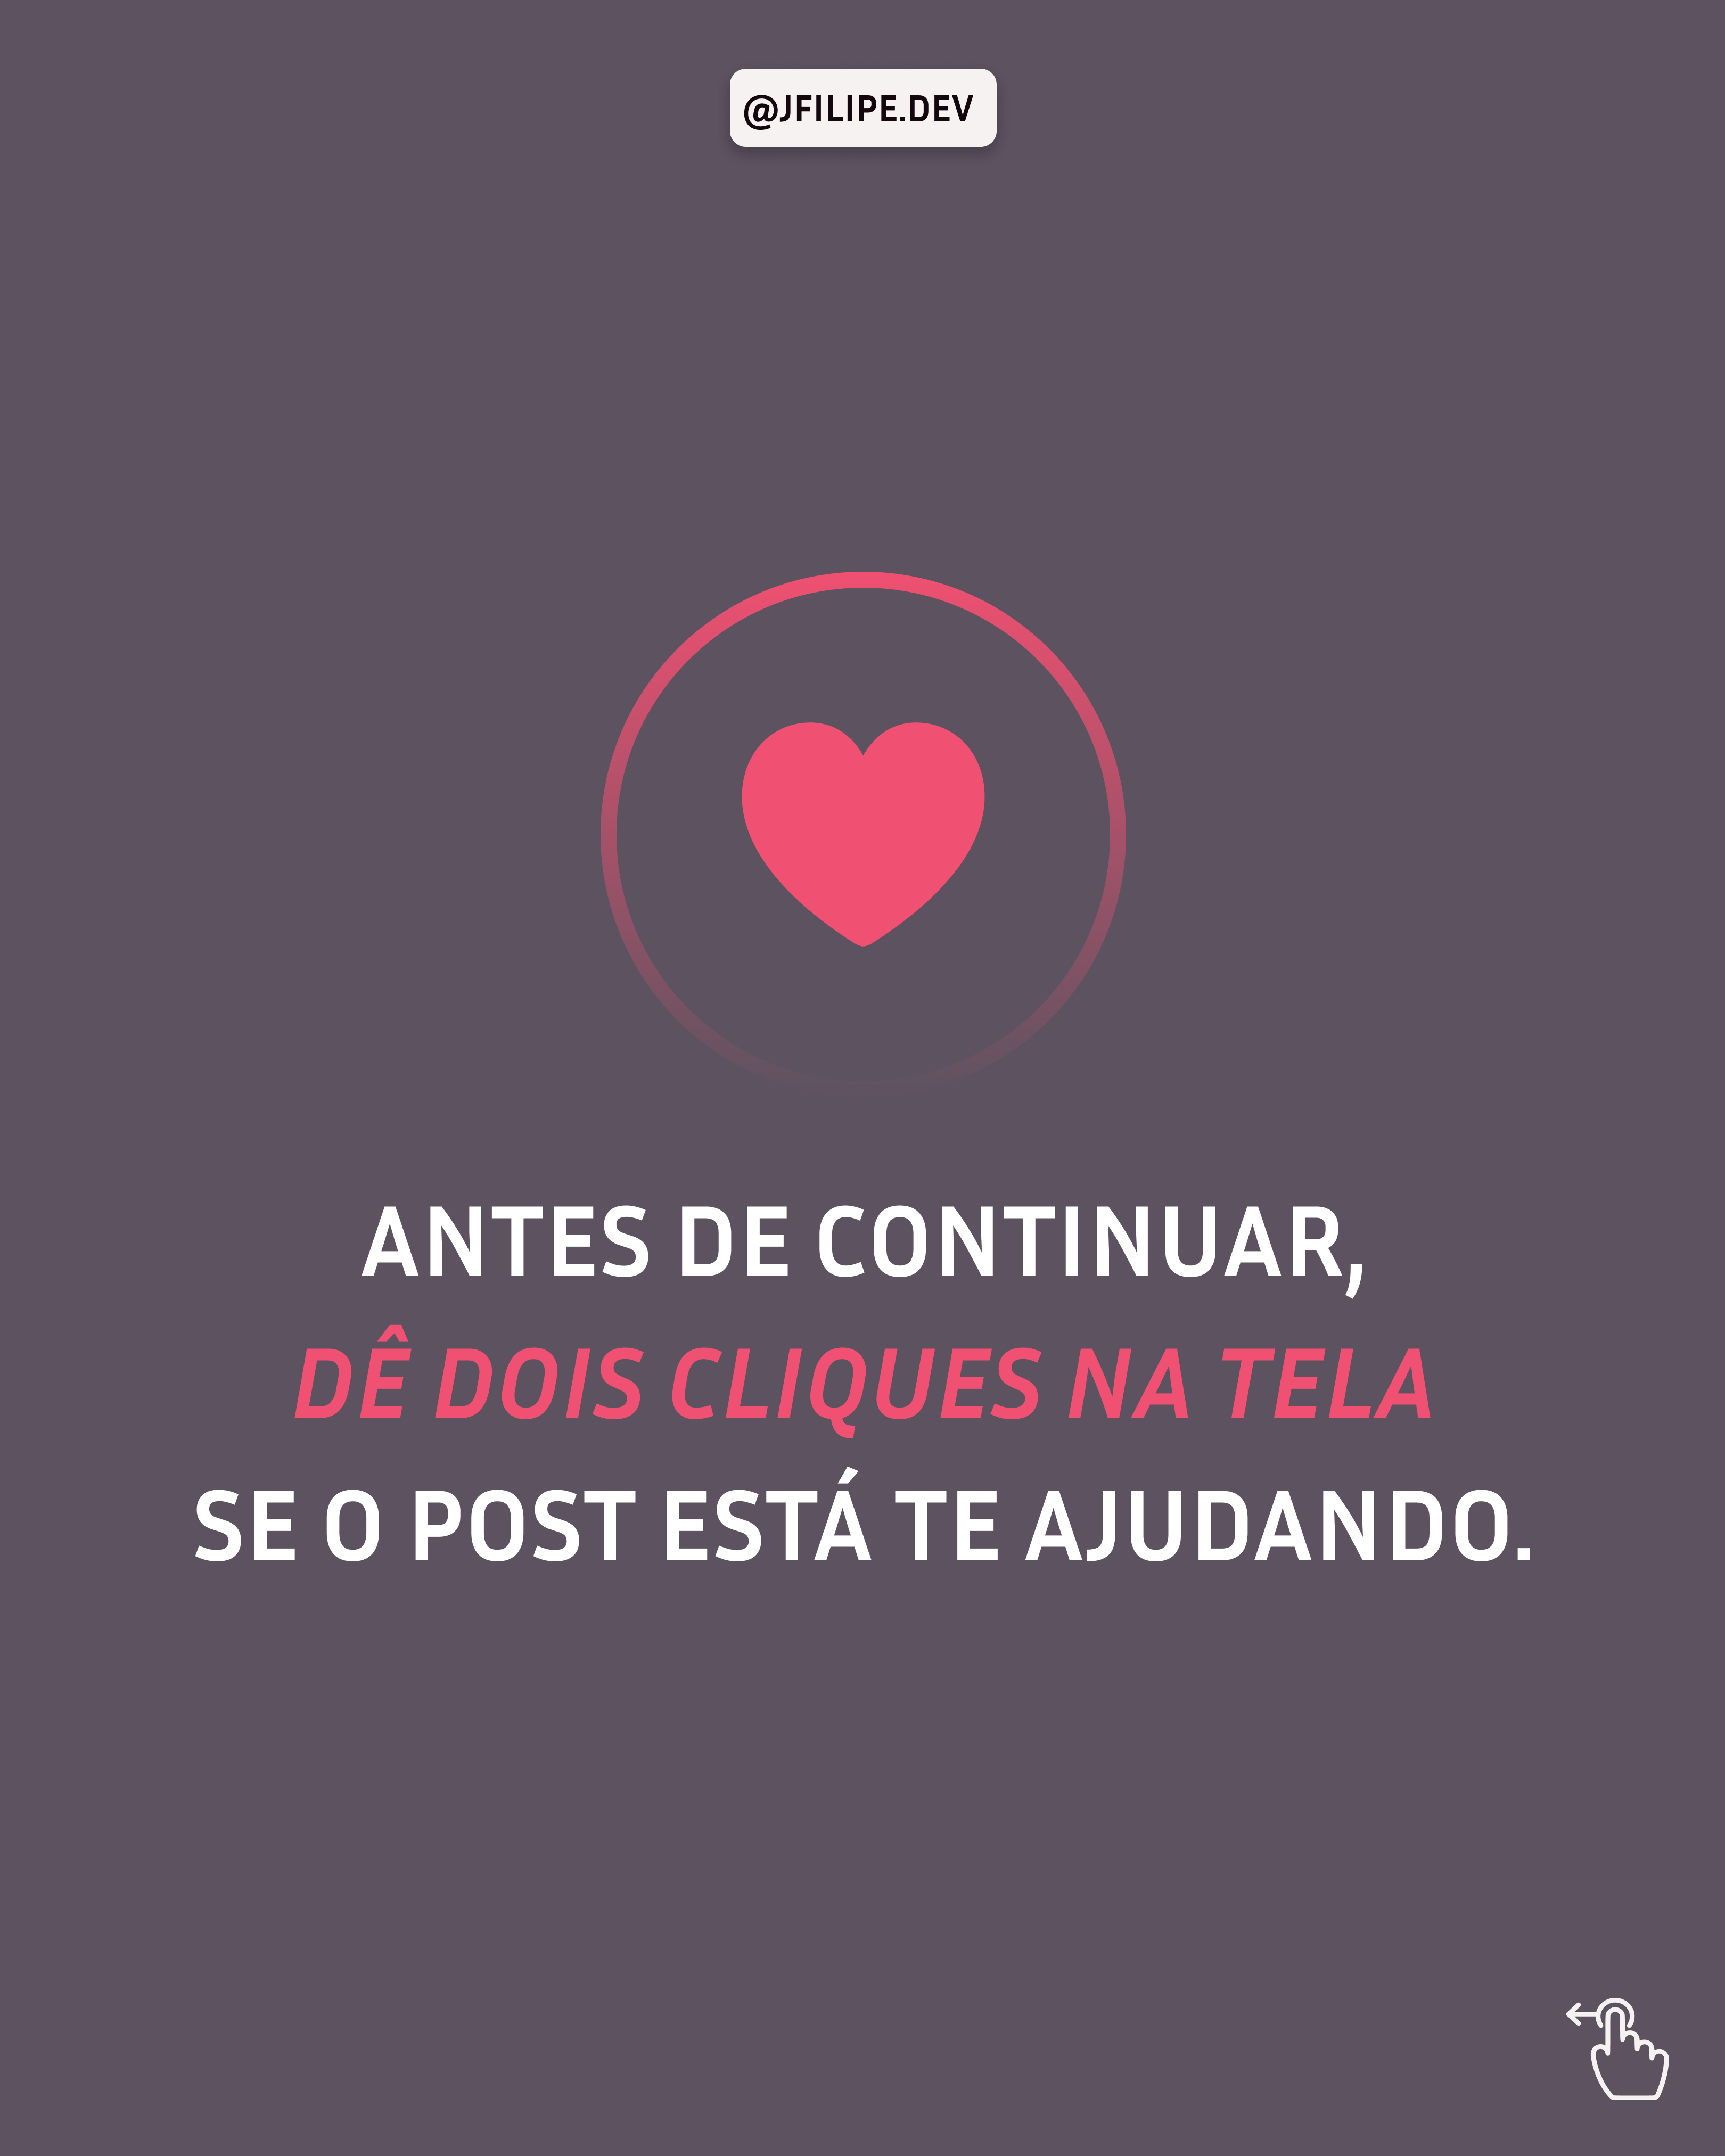 @JFILIPE.DEV
ANTES DE CONTINUAR,
DÊ DOIS CLIQUES NA TELA
SE O POST ESTÁ TE AJUDANDO.